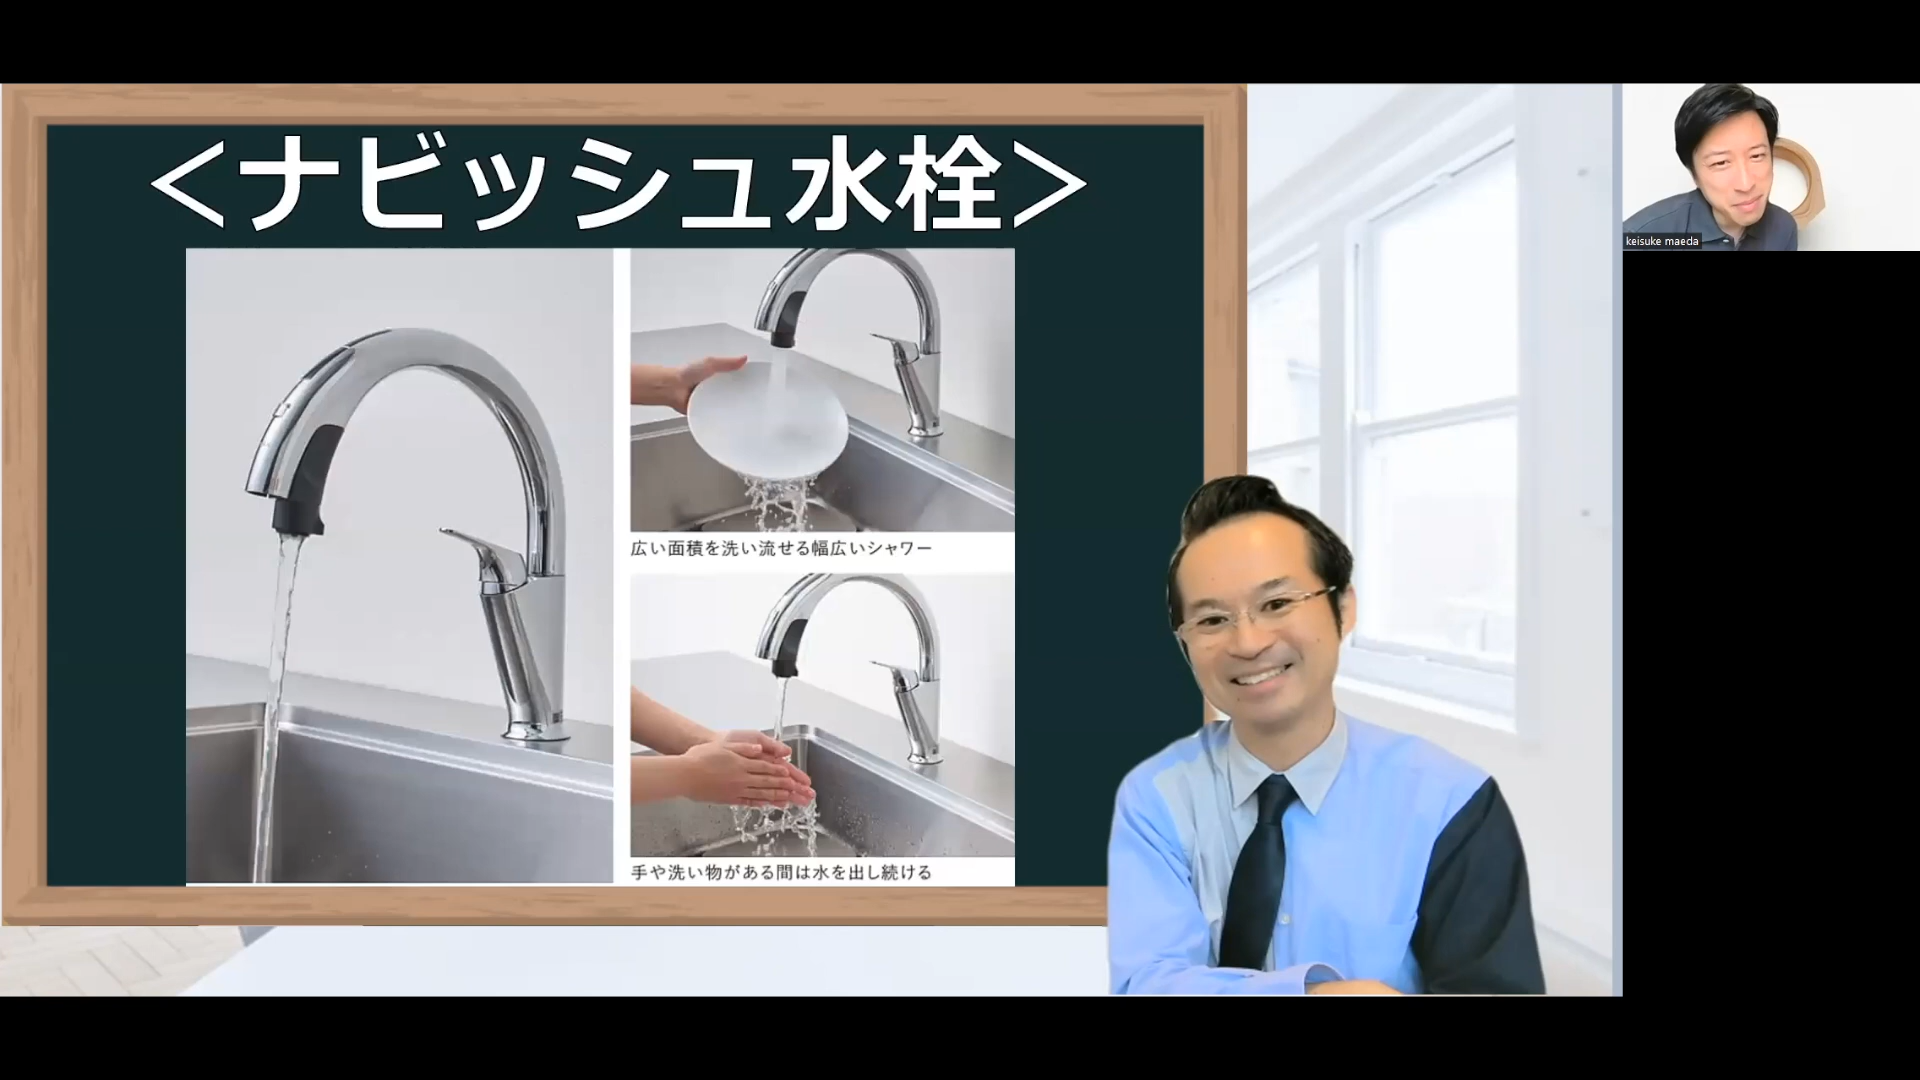 <ナビッシュ水栓>
広い面積を洗い流せる幅広いシャワー
手や洗い物がある間は水を出し続ける
keisuke maeda